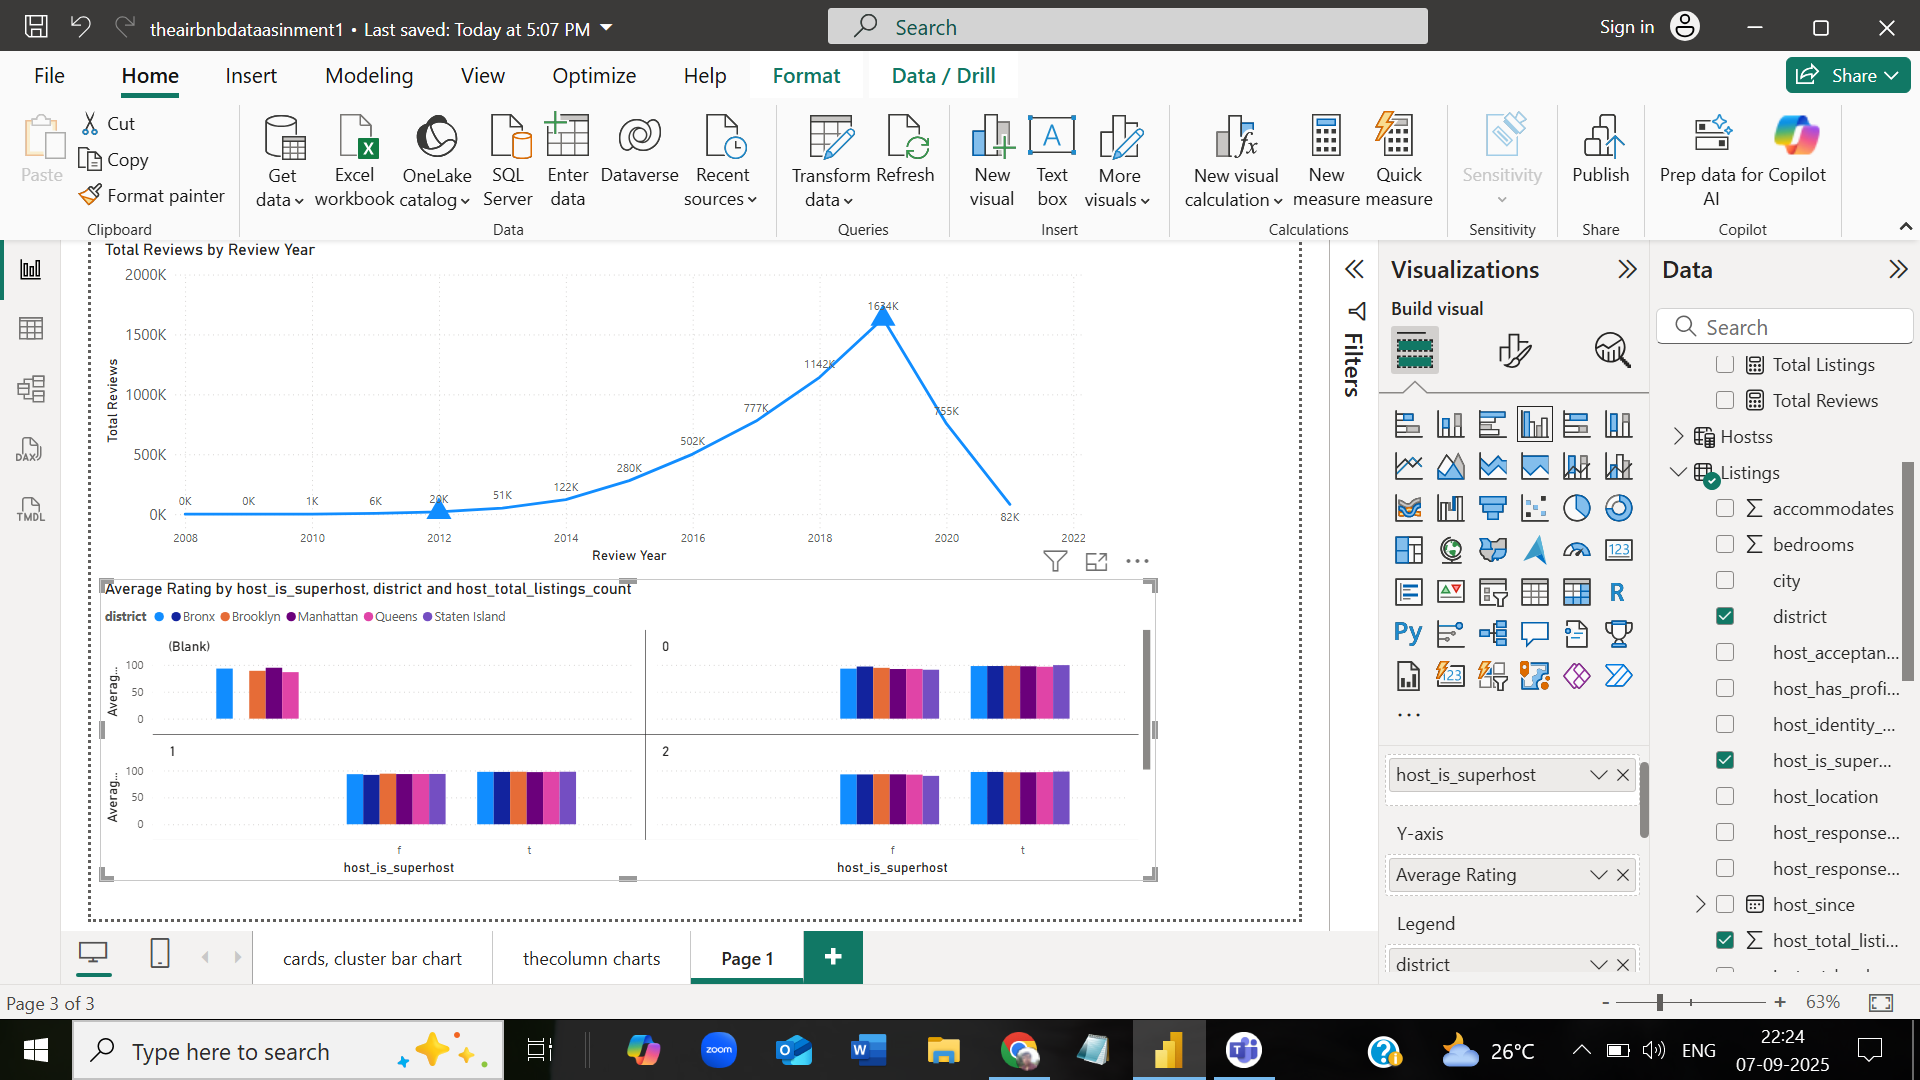 theairbnbdataasinment1 • Last saved: Today at 5:07 PM
Search
Sign in
File Home Insert Modeling View Optimize Help Format Data / Drill
Share
Paste
Cut
Copy
Format painter
Clipboard
Get data
Excel workbook
OneLake catalog
SQL Server
Enter data
Dataverse
Recent sources
Data
Transform data
Refresh
Queries
New visual
Text box
More visuals
Insert
New visual calculation
New measure
Quick measure
Calculations
Sensitivity
Sensitivity
Publish
Share
Prep data for AI
Copilot
Copilot
DAX
TMDL
Total Reviews by Review Year
Total Reviews
2000K
1500K
1000K
500K
0K
0K 0K 1K 6K 20K 51K 122K 280K 502K 777K 1142K 1634K 755K 82K
2008 2010 2012 2014 2016 2018 2020 2022
Review Year
Average Rating by host_is_superhost, district and host_total_listings_count
district Bronx Brooklyn Manhattan Queens Staten Island
(Blank) 0
Averag...
100
50
0
1 2
Averag...
100
50
0
f t f t
host_is_superhost host_is_superhost
Filters
Visualizations
Build visual
123
R
Py
123
...
host_is_superhost
Y-axis
Average Rating
Legend
district
Data
Search
Total Listings
Total Reviews
Hostss
Listings
accommodates
bedrooms
city
district
host_acceptan...
host_has_profi...
host_identity_...
host_is_super...
host_location
host_response...
host_response...
host_since
host_total_listi...
cards, cluster bar chart
thecolumn charts
Page 1
+
Page 3 of 3
- + 63%
Type here to search
zoom
26°C
ENG
22:24
07-09-2025